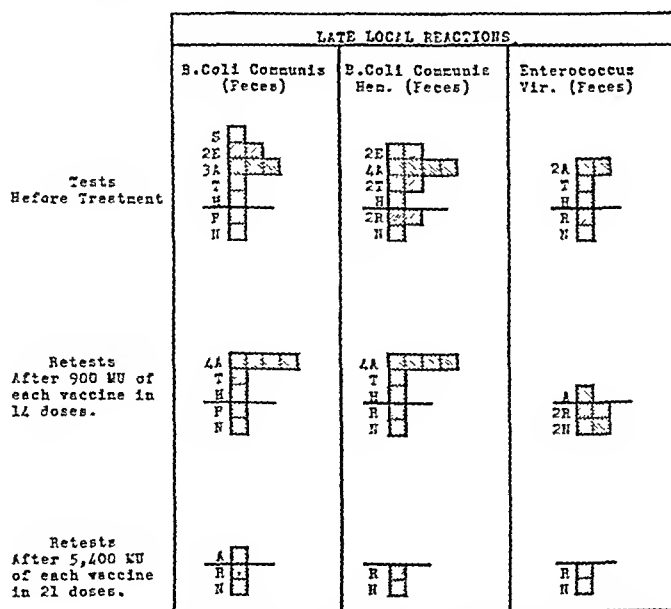 LATE LOCAL REACTIONS
B.Coli Communis (Feces)
B.Coli Communis Hem. (Feces)
Enterococcus Vir. (Feces)
Tests
Before Treatment
S
2E
3A
T
H
R
N
2E
4A
2T
H
2R
N
2A
T
H
R
N
Retests
After 900 MU of
each vaccine in
14 doses.
4A
T
H
R
N
4A
T
H
R
N
A
2R
2N
Retests
After 5,400 MU
of each vaccine
in 21 doses.
A
R
N
R
N
R
N